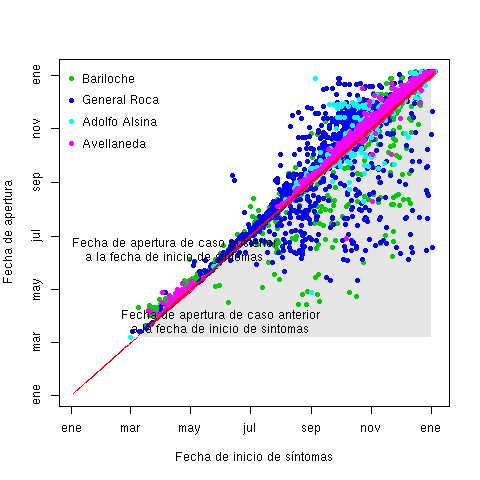 Bariloche
General Roca
Adolfo Alsina
Avellaneda
Fecha de apertura de caso posterior
a la fecha de inicio de síntomas
Fecha de apertura de caso anterior
a la fecha de inicio de síntomas
ene
nov
sep
jul
may
mar
ene
Fecha de apertura
ene
mar
may
jul
sep
nov
ene
Fecha de inicio de síntomas